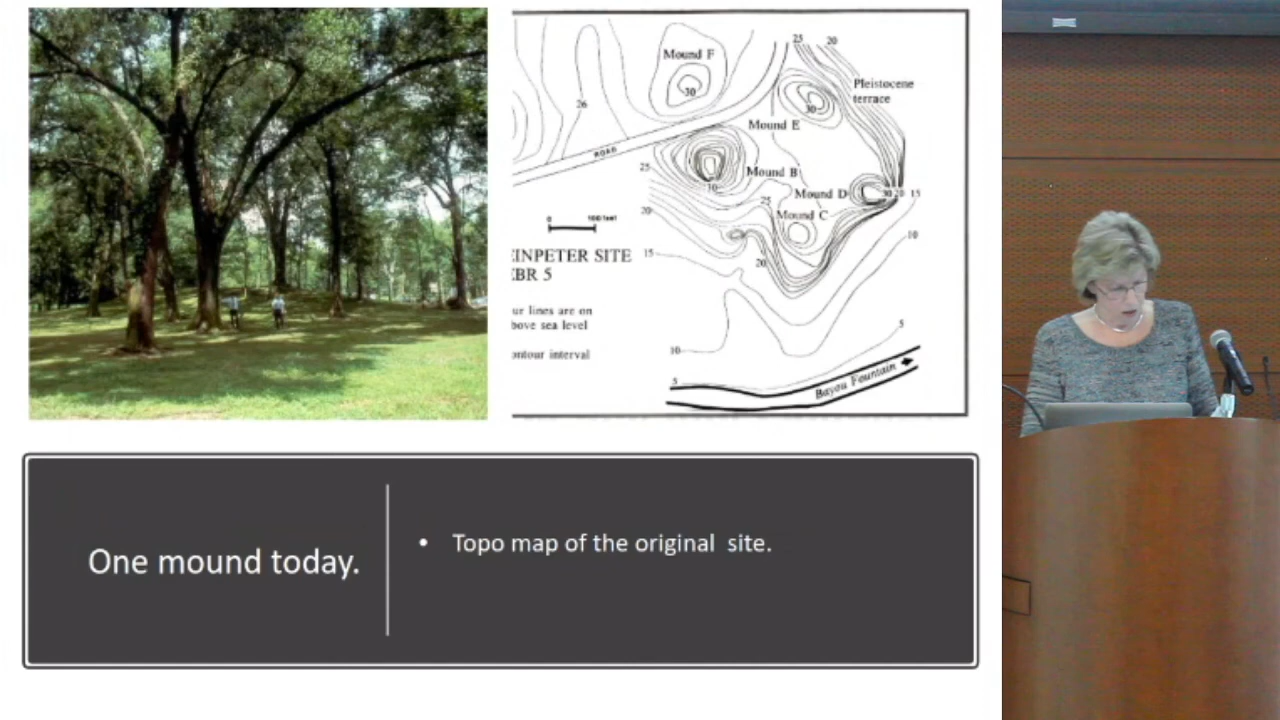 Mound F
30
26
25
20
Pleistocene
terrace
30
Mound E
ROAD
25
Mound B
30
Mound D
30
20
15
25
Mound C
20
10
0
100 feet
EINPETER SITE
EBR 5
15
20
ur lines are on
bove sea level
ontour interval
10
5
5
Bayou Fountain
One mound today.
• Topo map of the original site.